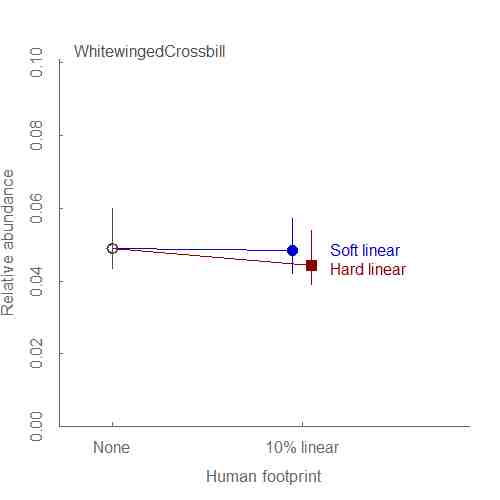 WhitewingedCrossbill
0.10
0.08
0.06
0.04
0.02
0.00
Relative abundance
Soft linear
Hard linear
None
10% linear
Human footprint